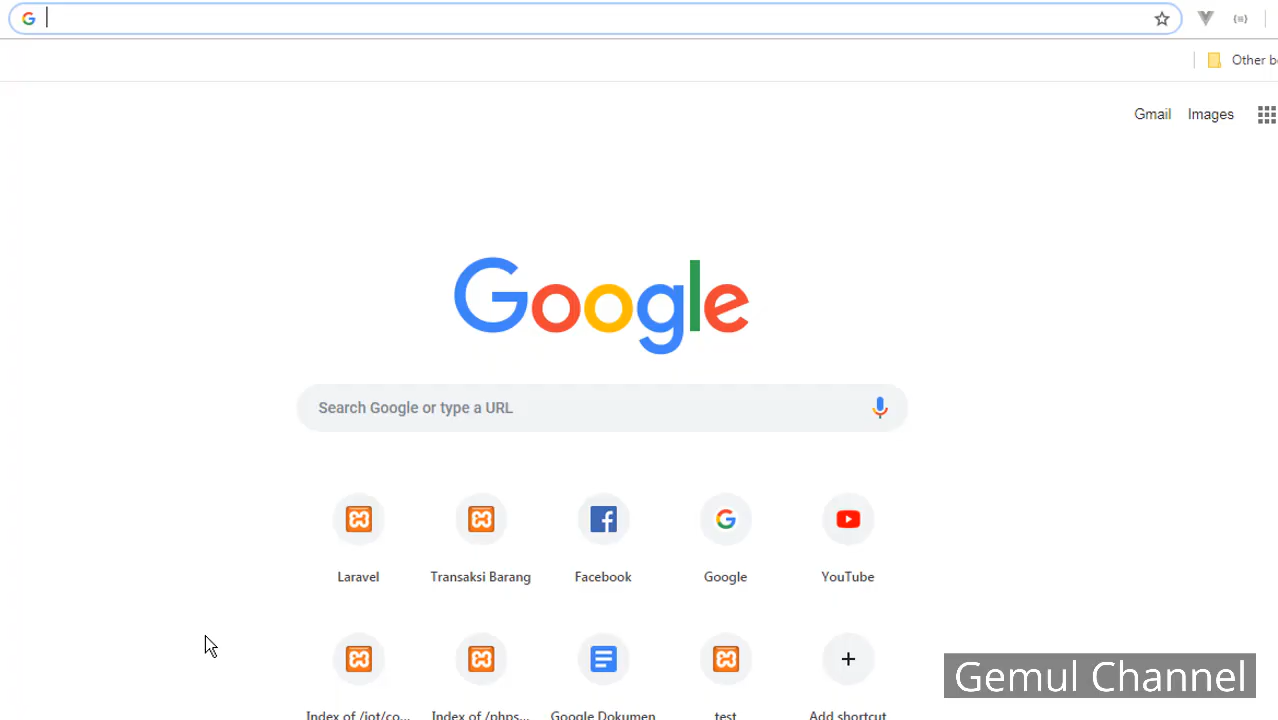 Other b
Gmail Images
Google
Search Google or type a URL
Laravel Transaksi Barang Facebook Google YouTube
Gemul Channel
Index of /iot/co... Index of /phps... Google Dokumen test Add shortcut